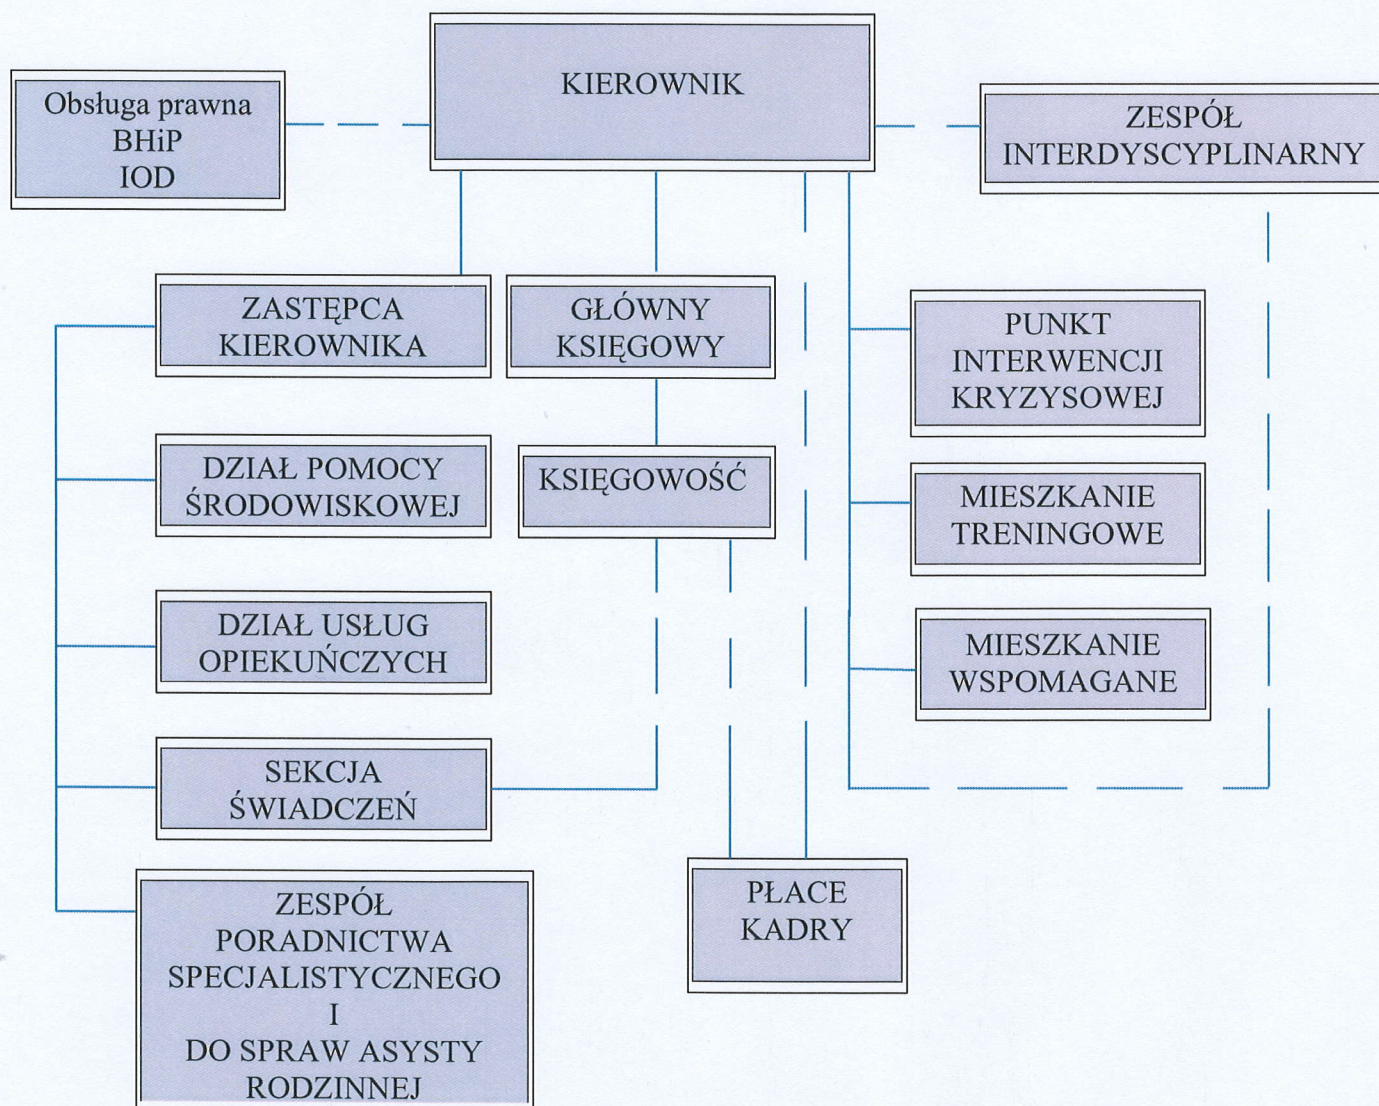 KIEROWNIK
Obsługa prawna
BHiP
IOD
ZESPÓŁ
INTERDYSCYPLINARNY
ZASTĘPCA
KIEROWNIKA
GŁÓWNY
KSIĘGOWY
PUNKT
INTERWENCJI
KRYZYSOWEJ
DZIAŁ POMOCY
ŚRODOWISKOWEJ
KSIĘGOWOŚĆ
MIESZKANIE
TRENINGOWE
DZIAŁ USŁUG
OPIEKUŃCZYCH
MIESZKANIE
WSPOMAGANE
SEKCJA
ŚWIADCZEŃ
PŁACE
KADRY
ZESPÓŁ
PORADNICTWA
SPECJALISTYCZNEGO
I
DO SPRAW ASYSTY
RODZINNEJ